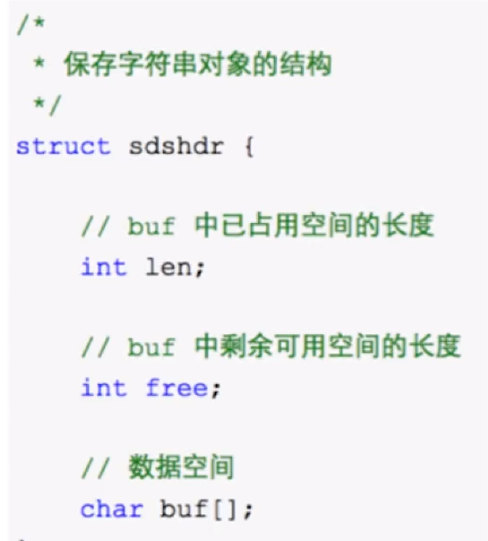 /*
 * 保存字符串对象的结构
 */
struct sdshdr {
    // buf 中已占用空间的长度
    int len;
    // buf 中剩余可用空间的长度
    int free;
    // 数据空间
    char buf[];